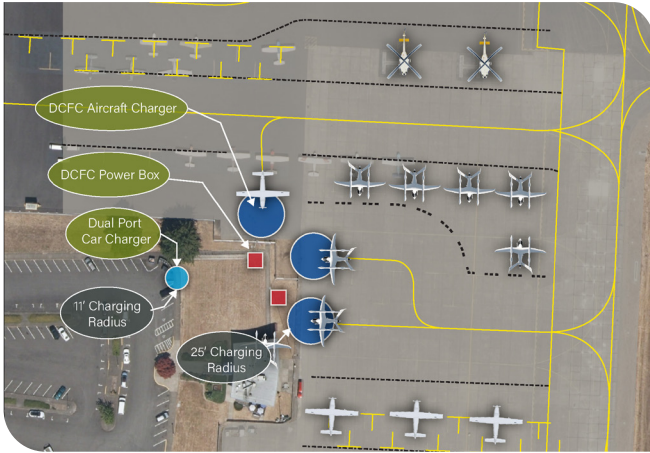 DCFC Aircraft Charger
DCFC Power Box
Dual Port
Car Charger
11' Charging
Radius
25' Charging
Radius